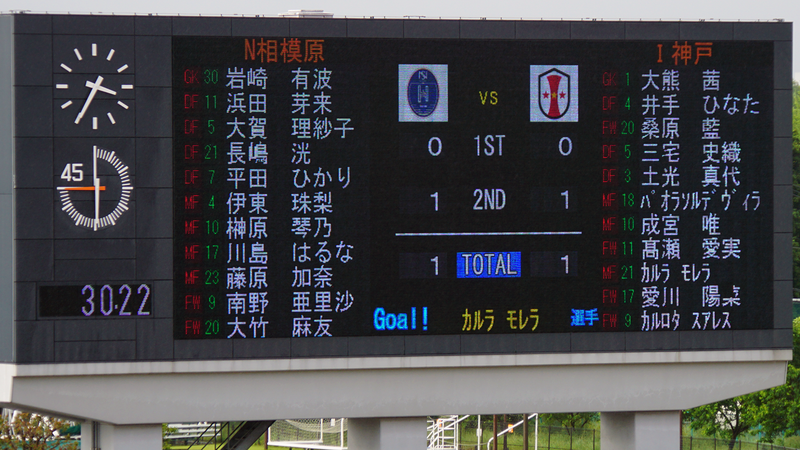 N相模原
GK 30 岩崎 有波
DF 11 浜田 芽来
DF 5 大賀 理紗子
DF 21 長嶋 洸
DF 7 平田 ひかり
MF 4 伊東 珠梨
MF 10 榊原 琴乃
MF 17 川島 はるな
MF 23 藤原 加奈
FW 9 南野 亜里沙
FW 20 大竹 麻友
VS
0 1ST 0
1 2ND 1
1 TOTAL 1
Goal! カルラ モレラ 選手
I 神戸
GK 1 大熊 茜
DF 4 井手 ひなた
FW 20 桑原 藍
DF 5 三宅 史織
DF 3 土光 真代
MF 18 パオラソルデヴィラ
MF 10 成宮 唯
FW 11 髙瀬 愛実
MF 21 カルラ モレラ
FW 17 愛川 陽菜
FW 9 カルロタ スアレス
45
30:22